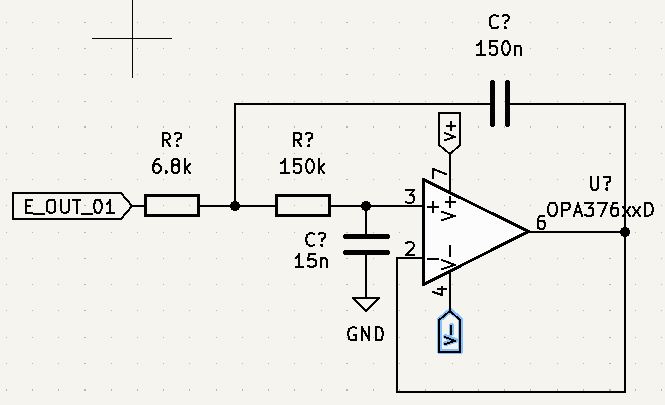 C?
150n
R?
6.8k
R?
150k
V+
7
U?
OPA376xxD
E_OUT_01
3
+
V+
6
C?
15n
2
−
V−
4
V−
GND